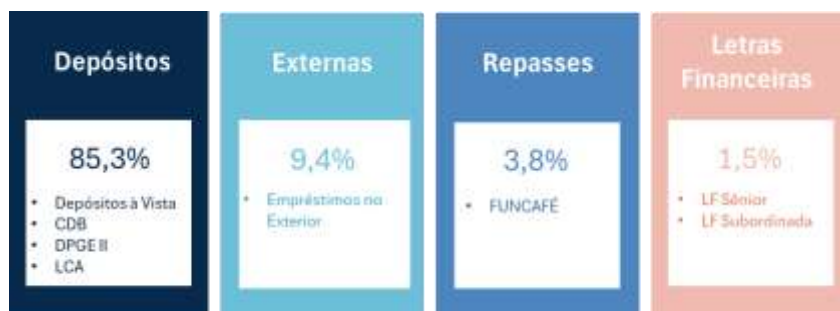 Depósitos
85,3%
• Depósitos à Vista
• CDB
• DPGE II
• LCA
Externas
9,4%
• Empréstimos no
Exterior
Repasses
3,8%
• FUNCAFÉ
Letras
Financeiras
1,5%
• LF Sênior
• LF Subordinada